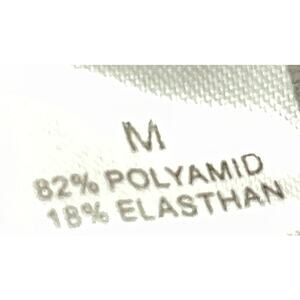 M
82% POLYAMID
18% ELASTHAN